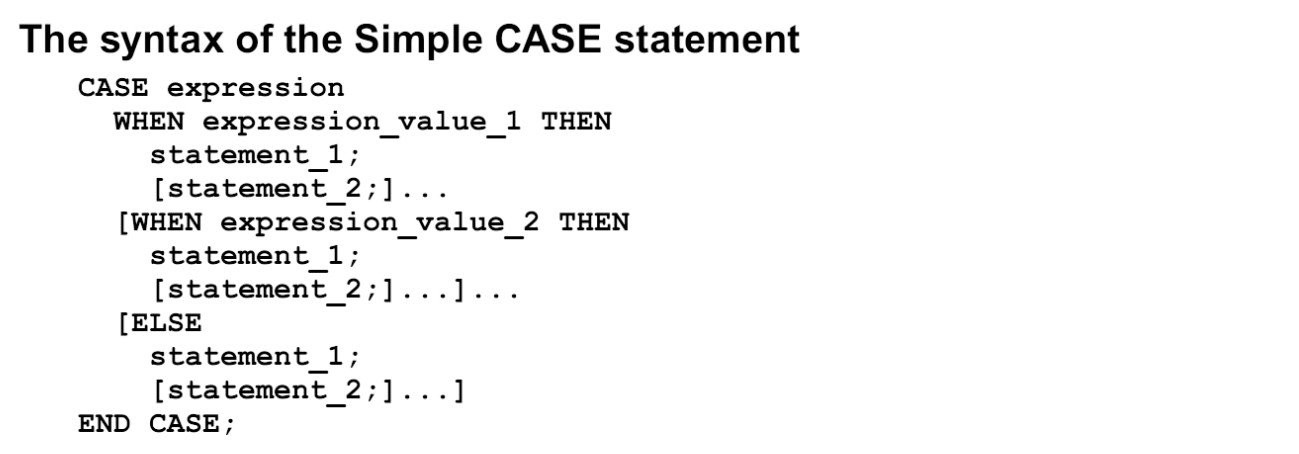 The syntax of the Simple CASE statement
CASE expression
WHEN expression_value_1 THEN
statement_1;
[statement_2;]...
[WHEN expression_value_2 THEN
statement_1;
[statement_2;]...]...
[ELSE
statement_1;
[statement_2;]...]
END CASE;